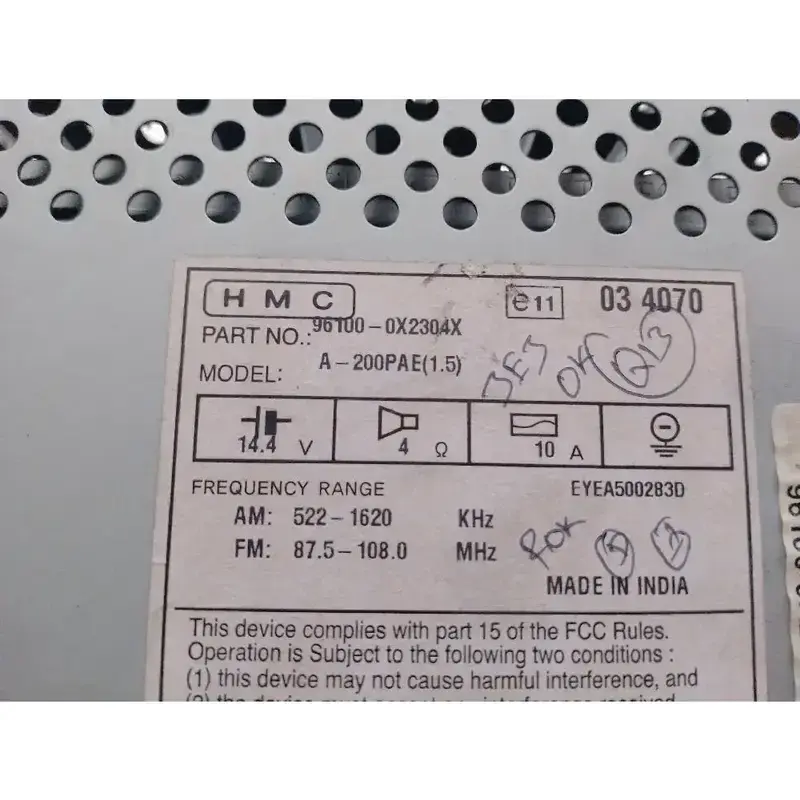 HMC e11 03 4070
PART NO.: 96100-0X2304X
MODEL: A-200PAE(1.5)
14.4 V 4 Ω 10 A
FREQUENCY RANGE EYEA500283D
AM: 522-1620 KHz
FM: 87.5-108.0 MHz
MADE IN INDIA
This device complies with part 15 of the FCC Rules.
Operation is Subject to the following two conditions :
(1) this device may not cause harmful interference, and